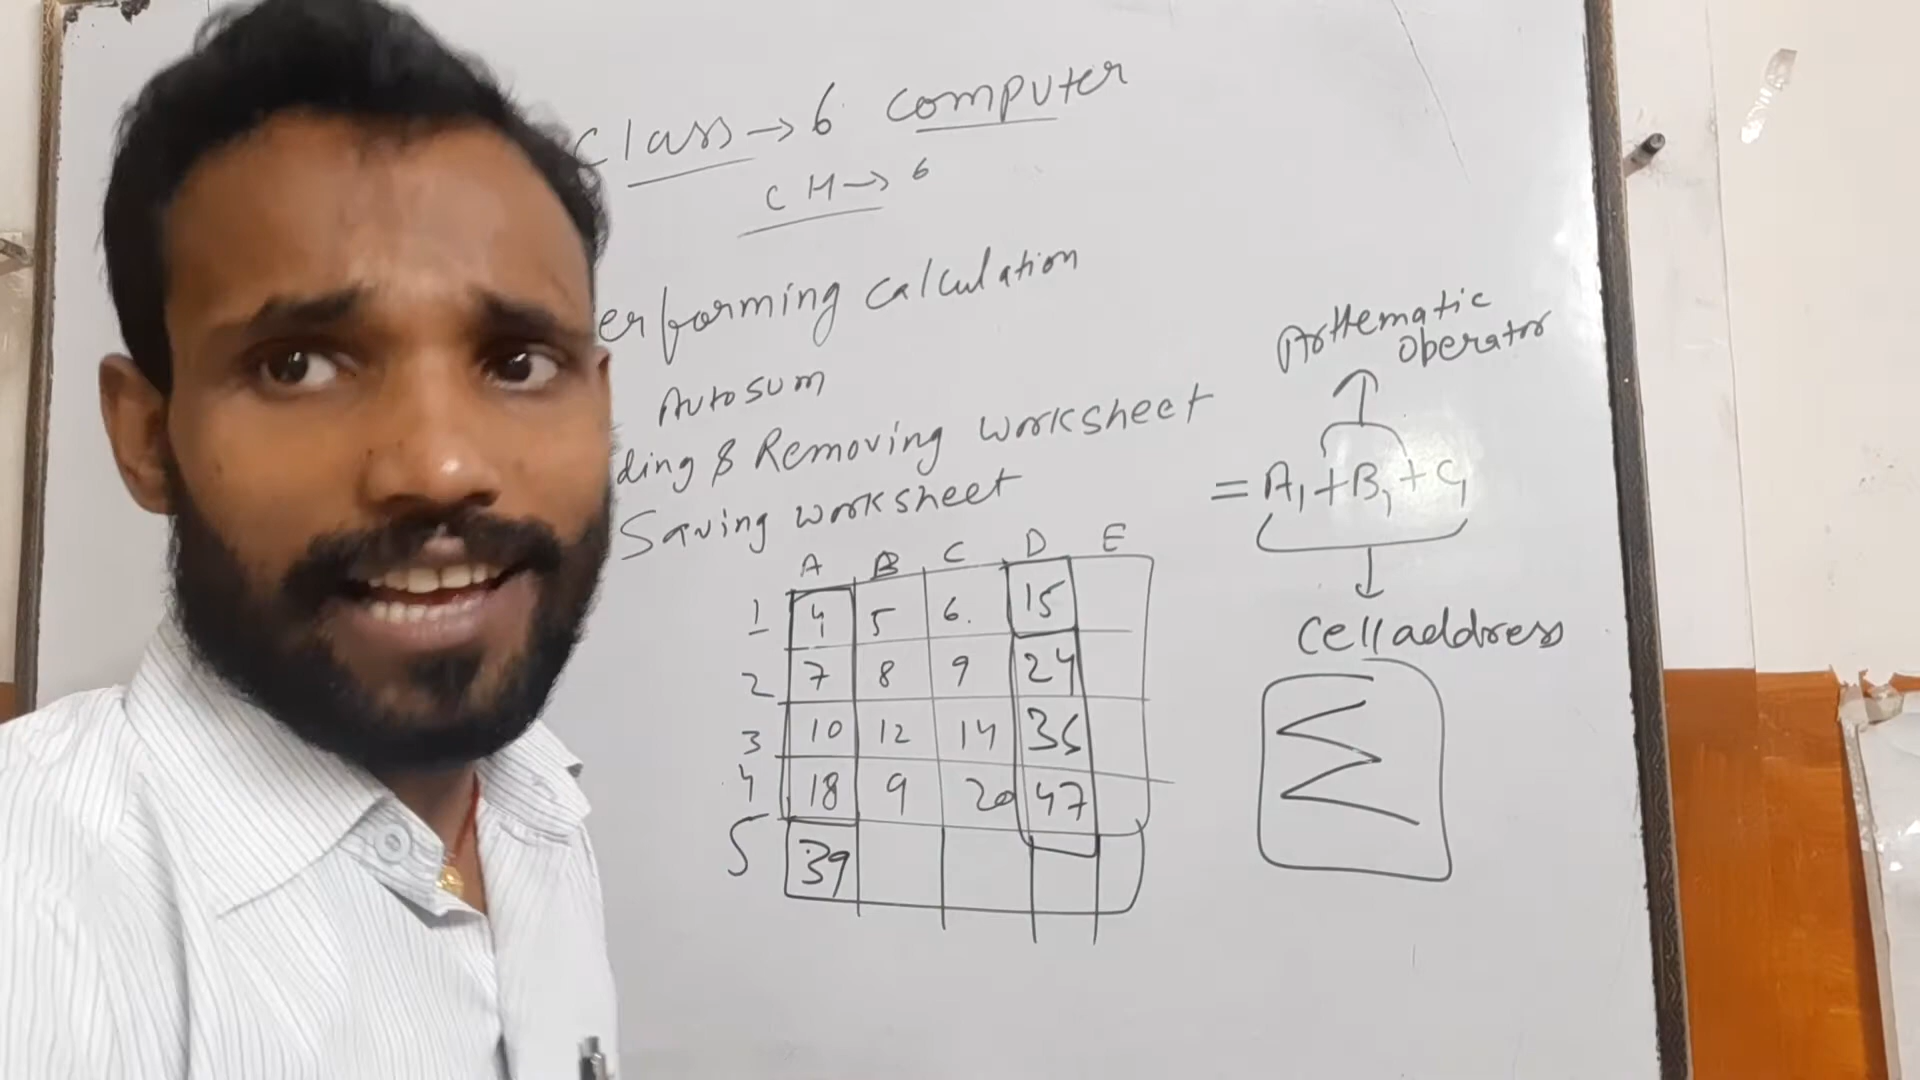 Class → 6 Computer
CH → 6
erforming Calculation
Autosum
ding & Removing worksheet
Saving worksheet
Arthematic
Oberator
= A1 + B1 + C1
Cell address
A B C D E
1 4 5 6. 15
2 7 8 9 24
3 10 12 14 36
4 18 9 20 47
5 39
Σ